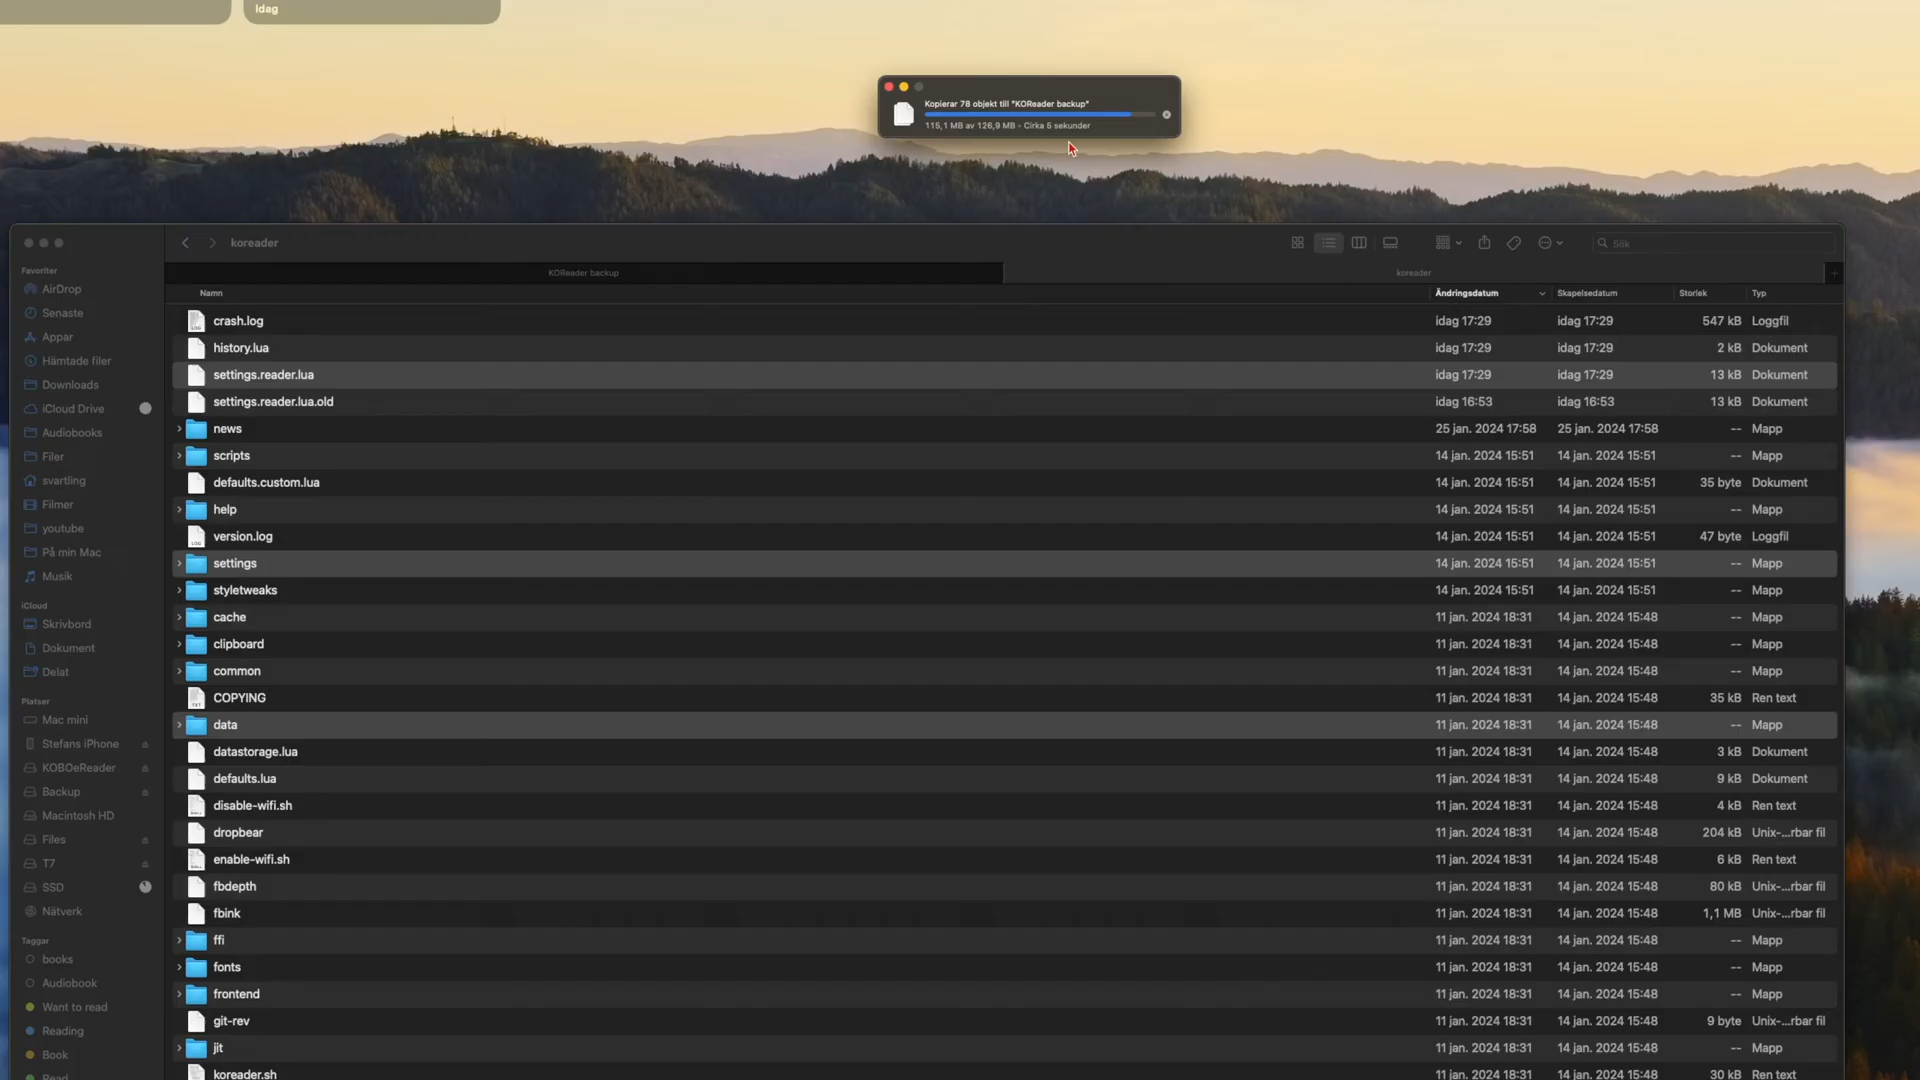 Idag
Kopierar 78 objekt till "KOReader backup"
115,1 MB av 126,9 MB - Cirka 5 sekunder
koreader
Sök
KOReader backup
koreader
Namn Ändringsdatum Skapelsedatum Storlek Typ
crash.log idag 17:29 idag 17:29 547 kB Loggfil
history.lua idag 17:29 idag 17:29 2 kB Dokument
settings.reader.lua idag 17:29 idag 17:29 13 kB Dokument
settings.reader.lua.old idag 16:53 idag 16:53 13 kB Dokument
news 25 jan. 2024 17:58 25 jan. 2024 17:58 -- Mapp
scripts 14 jan. 2024 15:51 14 jan. 2024 15:51 -- Mapp
defaults.custom.lua 14 jan. 2024 15:51 14 jan. 2024 15:51 35 byte Dokument
help 14 jan. 2024 15:51 14 jan. 2024 15:51 -- Mapp
version.log 14 jan. 2024 15:51 14 jan. 2024 15:51 47 byte Loggfil
settings 14 jan. 2024 15:51 14 jan. 2024 15:51 -- Mapp
styletweaks 14 jan. 2024 15:51 14 jan. 2024 15:51 -- Mapp
cache 11 jan. 2024 18:31 14 jan. 2024 15:48 -- Mapp
clipboard 11 jan. 2024 18:31 14 jan. 2024 15:48 -- Mapp
common 11 jan. 2024 18:31 14 jan. 2024 15:48 -- Mapp
COPYING 11 jan. 2024 18:31 14 jan. 2024 15:48 35 kB Ren text
data 11 jan. 2024 18:31 14 jan. 2024 15:48 -- Mapp
datastorage.lua 11 jan. 2024 18:31 14 jan. 2024 15:48 3 kB Dokument
defaults.lua 11 jan. 2024 18:31 14 jan. 2024 15:48 9 kB Dokument
disable-wifi.sh 11 jan. 2024 18:31 14 jan. 2024 15:48 4 kB Ren text
dropbear 11 jan. 2024 18:31 14 jan. 2024 15:48 204 kB Unix-...rbar fil
enable-wifi.sh 11 jan. 2024 18:31 14 jan. 2024 15:48 6 kB Ren text
fbdepth 11 jan. 2024 18:31 14 jan. 2024 15:48 80 kB Unix-...rbar fil
fbink 11 jan. 2024 18:31 14 jan. 2024 15:48 1,1 MB Unix-...rbar fil
ffi 11 jan. 2024 18:31 14 jan. 2024 15:48 -- Mapp
fonts 11 jan. 2024 18:31 14 jan. 2024 15:48 -- Mapp
frontend 11 jan. 2024 18:31 14 jan. 2024 15:48 -- Mapp
git-rev 11 jan. 2024 18:31 14 jan. 2024 15:48 9 byte Unix-...rbar fil
jit 11 jan. 2024 18:31 14 jan. 2024 15:48 -- Mapp
koreader.sh 11 jan. 2024 18:31 14 jan. 2024 15:48 30 kB Ren text
Favoriter
AirDrop
Senaste
Appar
Hämtade filer
Downloads
iCloud Drive
Audiobooks
Filer
svartling
Filmer
youtube
På min Mac
Musik
iCloud
Skrivbord
Dokument
Delat
Platser
Mac mini
Stefans iPhone
KOBOeReader
Backup
Macintosh HD
Files
T7
SSD
Nätverk
Taggar
books
Audiobook
Want to read
Reading
Book
Read